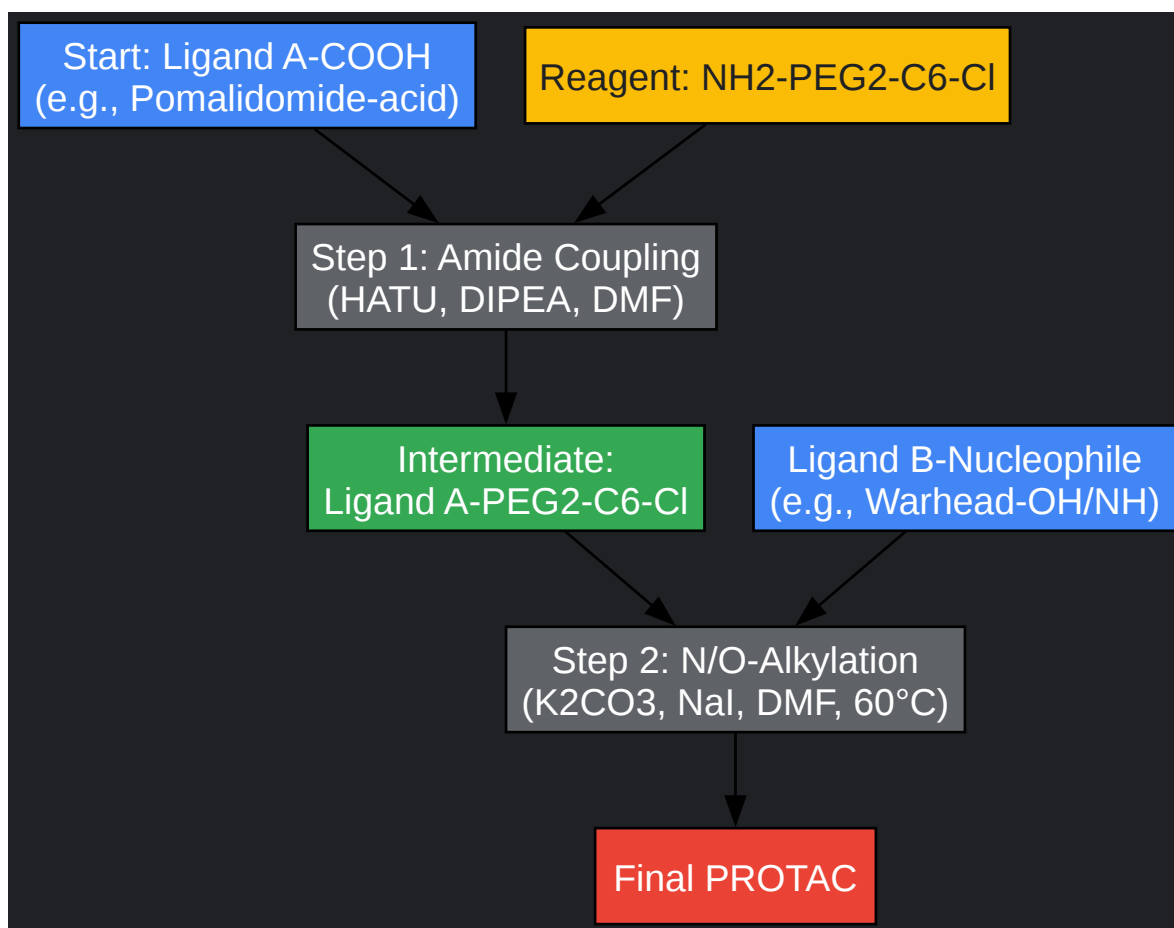 Start: Ligand A-COOH
(e.g., Pomalidomide-acid)
Reagent: NH2-PEG2-C6-Cl
Step 1: Amide Coupling
(HATU, DIPEA, DMF)
Intermediate:
Ligand A-PEG2-C6-Cl
Ligand B-Nucleophile
(e.g., Warhead-OH/NH)
Step 2: N/O-Alkylation
(K2CO3, NaI, DMF, 60°C)
Final PROTAC